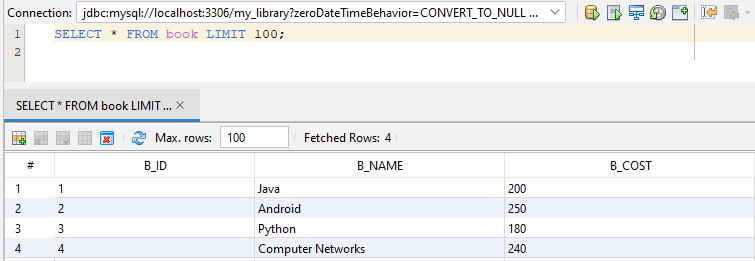 Connection: jdbc:mysql://localhost:3306/my_library?zeroDateTimeBehavior=CONVERT_TO_NULL ...
1 SELECT * FROM book LIMIT 100;
2
SELECT * FROM book LIMIT ... ×
Max. rows: 100 Fetched Rows: 4
# B_ID B_NAME B_COST
1 1 Java 200
2 2 Android 250
3 3 Python 180
4 4 Computer Networks 240